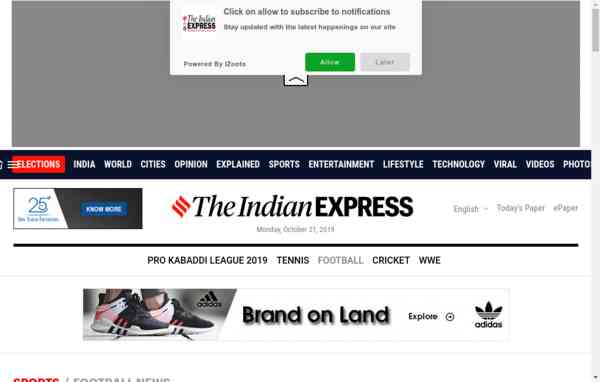 Click on allow to subscribe to notifications
The Indian EXPRESS
Stay updated with the latest happenings on our site
Powered By iZooto
Allow
Later
ELECTIONS INDIA WORLD CITIES OPINION EXPLAINED SPORTS ENTERTAINMENT LIFESTYLE TECHNOLOGY VIRAL VIDEOS PHOTOS
25
KNOW MORE
The Indian EXPRESS
English
Today's Paper
ePaper
Monday, October 21, 2019
PRO KABADDI LEAGUE 2019 TENNIS FOOTBALL CRICKET WWE
adidas
Brand on Land
Explore
adidas
SPORTS / FOOTBALL NEWS